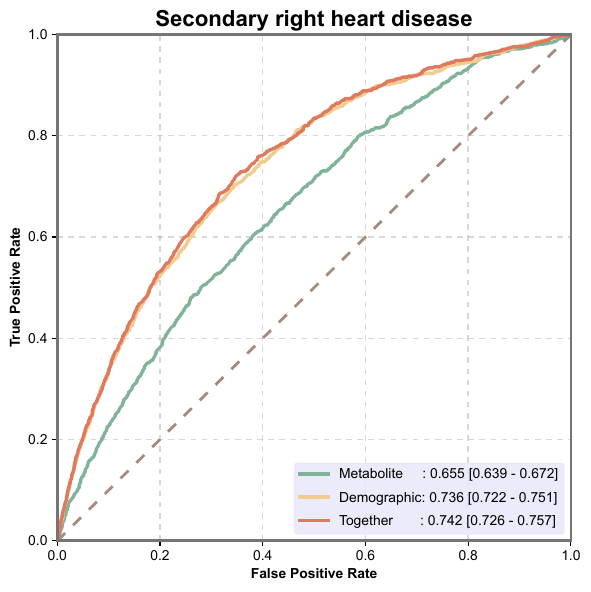 Secondary right heart disease
1.0
0.8
0.6
0.4
0.2
0.0
True Positive Rate
Metabolite : 0.655 [0.639 - 0.672]
Demographic: 0.736 [0.722 - 0.751]
Together : 0.742 [0.726 - 0.757]
0.0 0.2 0.4 0.6 0.8 1.0
False Positive Rate